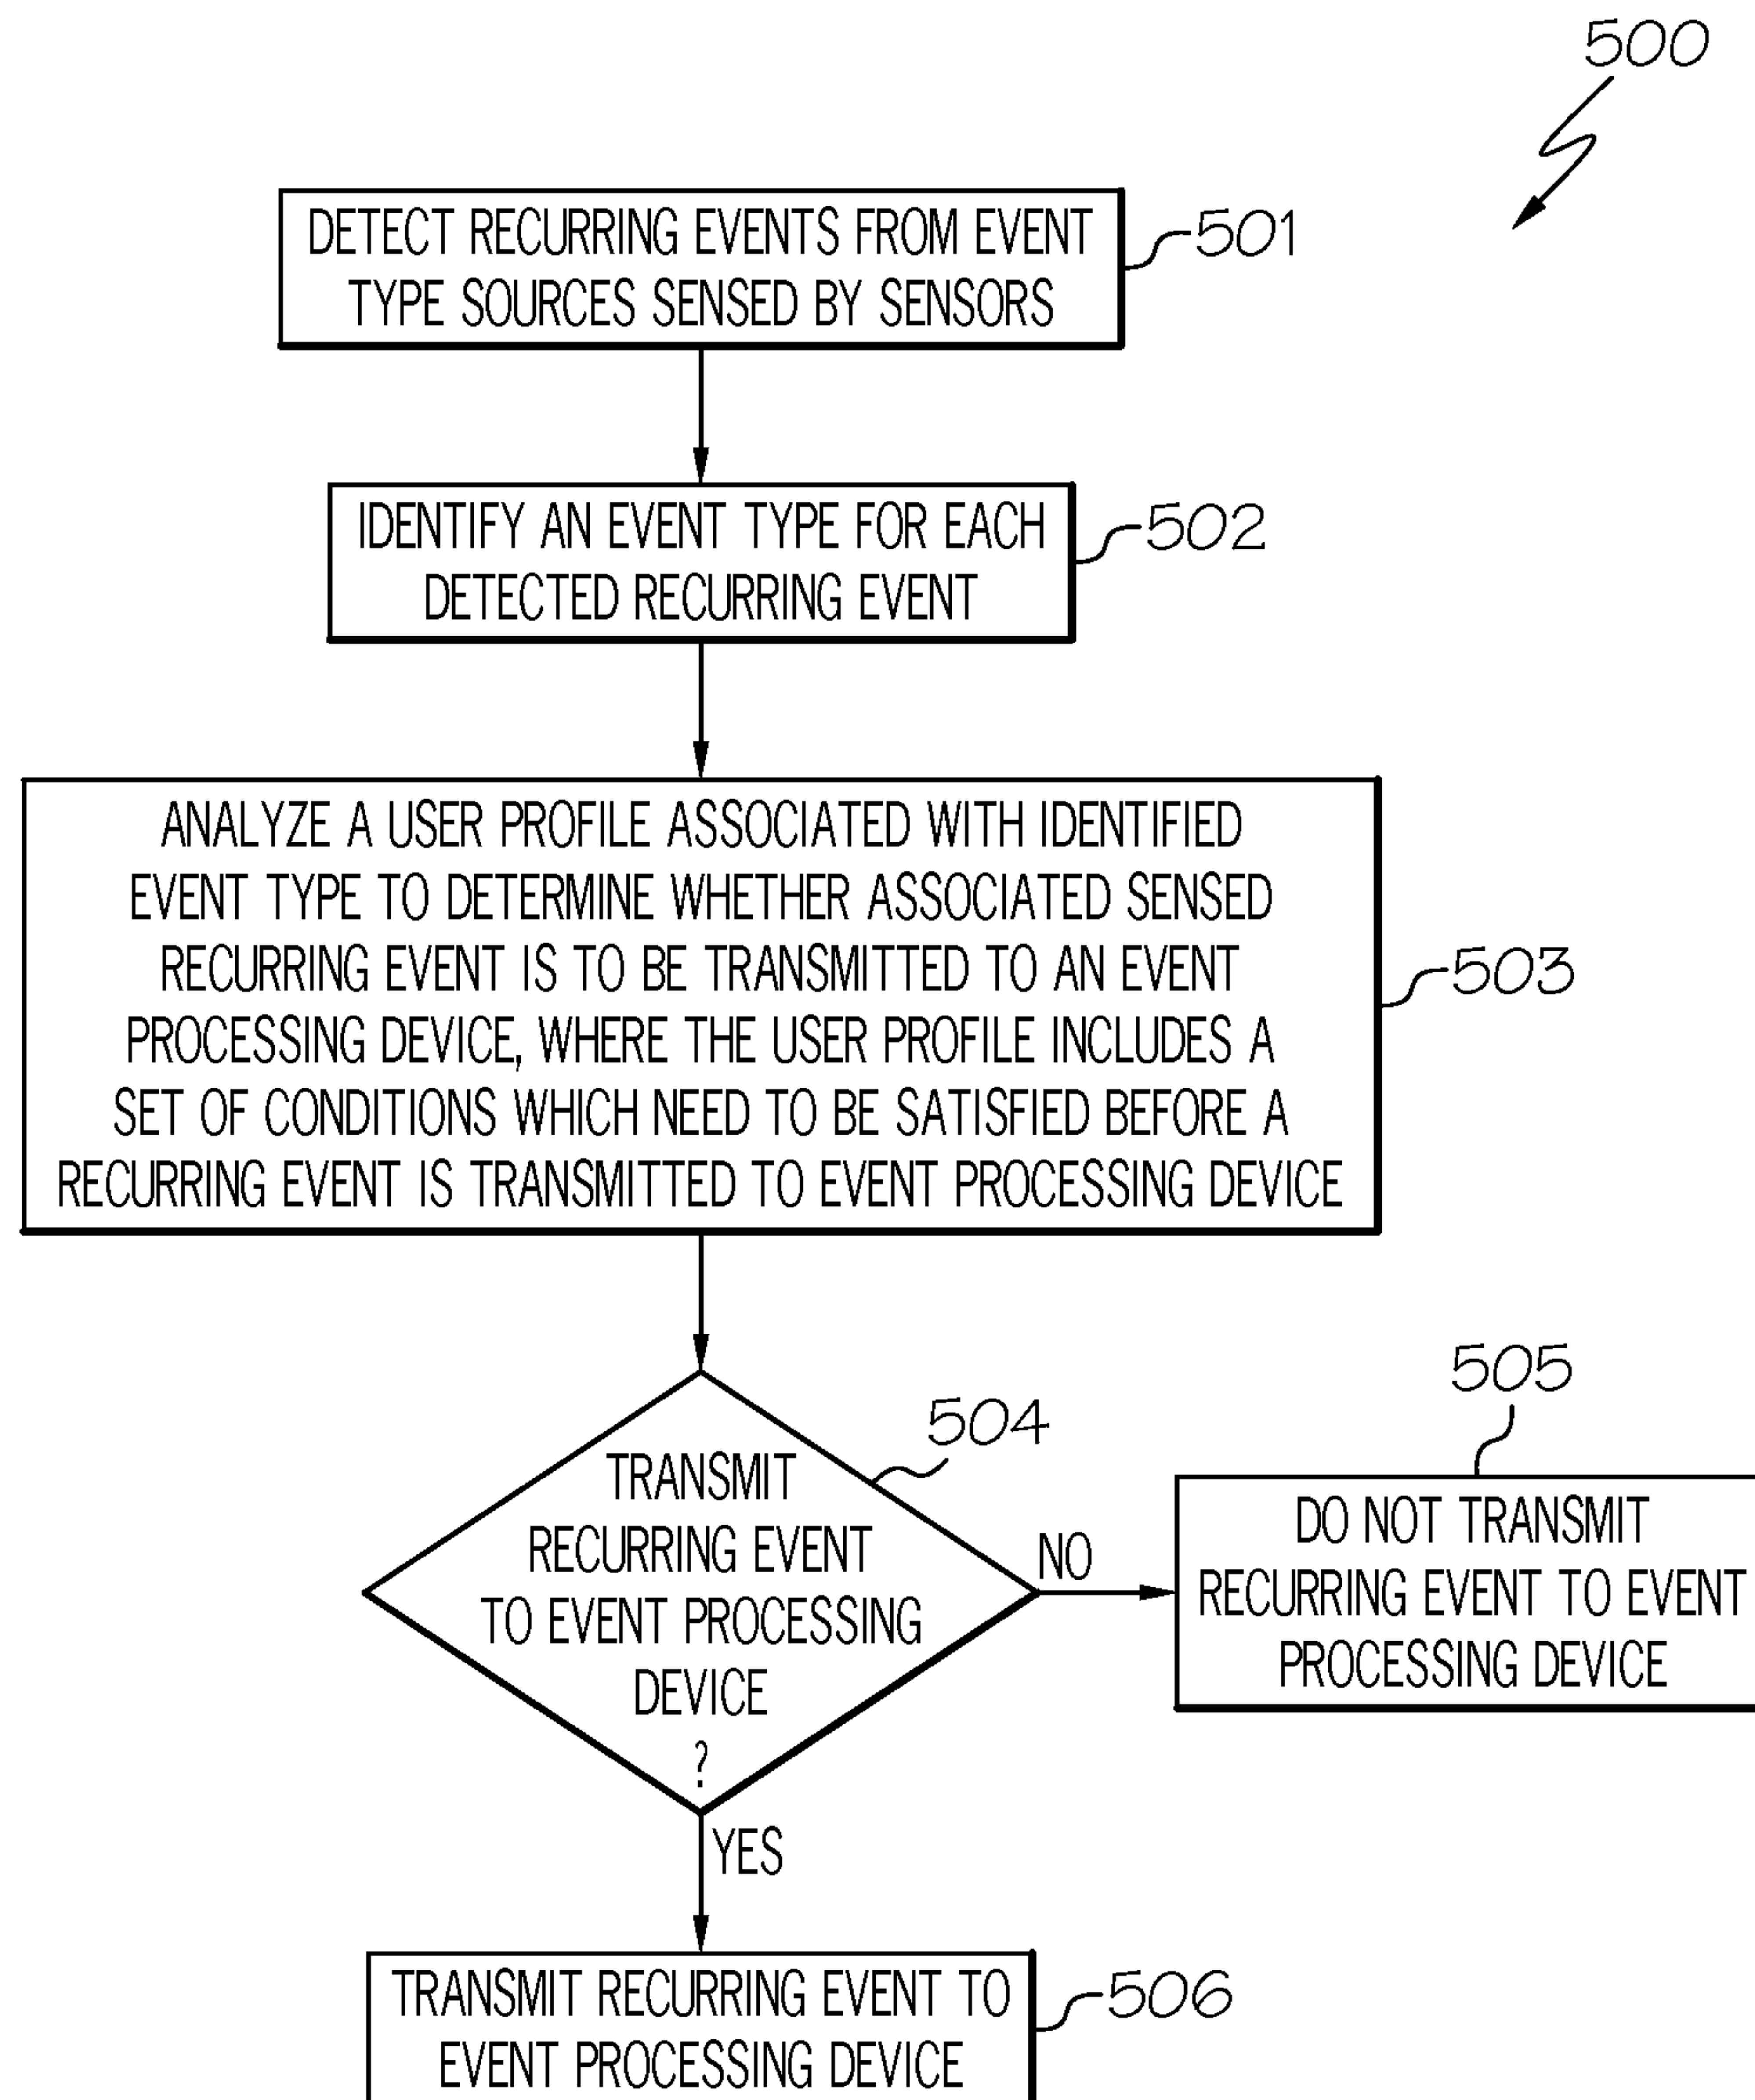 500
DETECT RECURRING EVENTS FROM EVENT
TYPE SOURCES SENSED BY SENSORS
501
IDENTIFY AN EVENT TYPE FOR EACH
DETECTED RECURRING EVENT
502
ANALYZE A USER PROFILE ASSOCIATED WITH IDENTIFIED
EVENT TYPE TO DETERMINE WHETHER ASSOCIATED SENSED
RECURRING EVENT IS TO BE TRANSMITTED TO AN EVENT
PROCESSING DEVICE, WHERE THE USER PROFILE INCLUDES A
SET OF CONDITIONS WHICH NEED TO BE SATISFIED BEFORE A
RECURRING EVENT IS TRANSMITTED TO EVENT PROCESSING DEVICE
503
504
TRANSMIT
RECURRING EVENT
TO EVENT PROCESSING
DEVICE
?
NO
505
DO NOT TRANSMIT
RECURRING EVENT TO EVENT
PROCESSING DEVICE
YES
TRANSMIT RECURRING EVENT TO
EVENT PROCESSING DEVICE
506